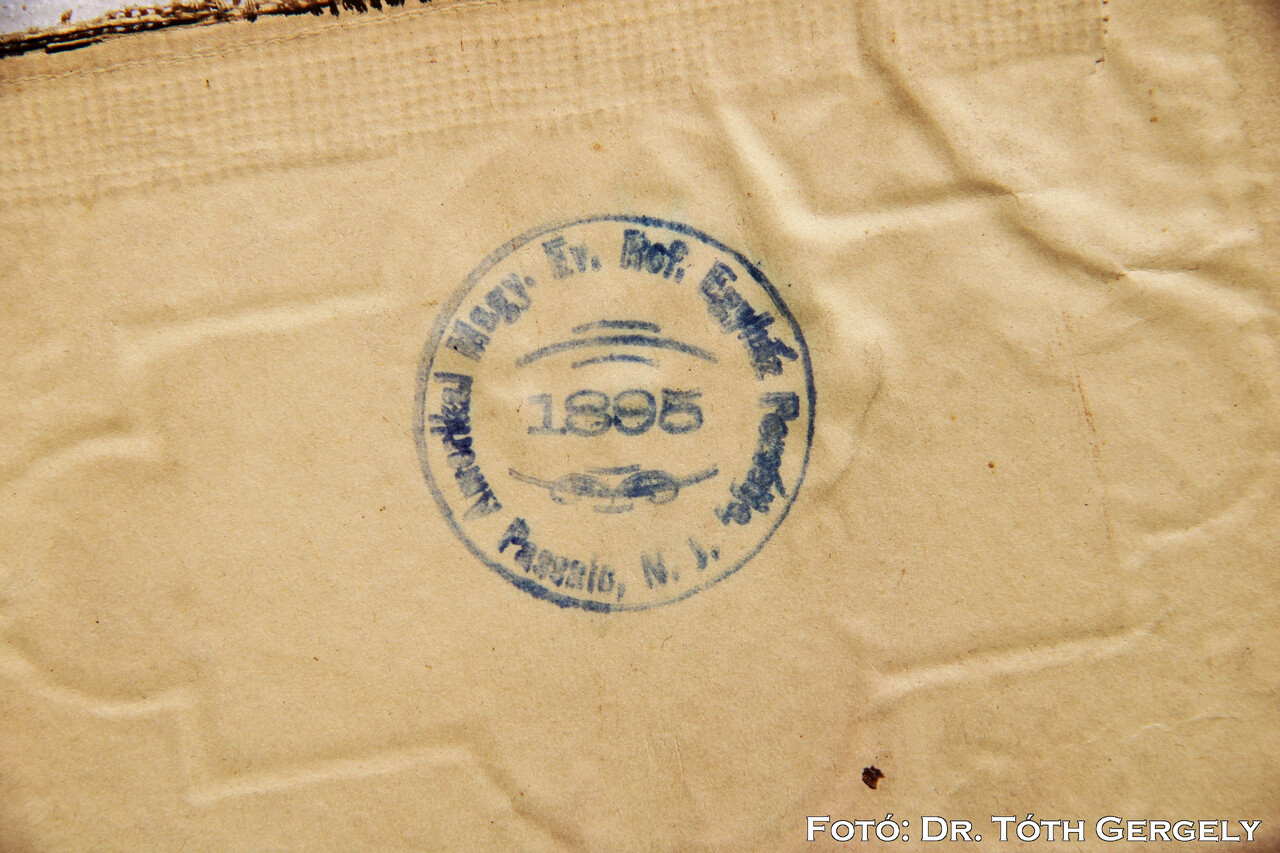 Amerikai Magy. Ev. Ref. Egyház Pecsétje,
Passaic, N. J.
1895
FOTÓ: DR. TÓTH GERGELY